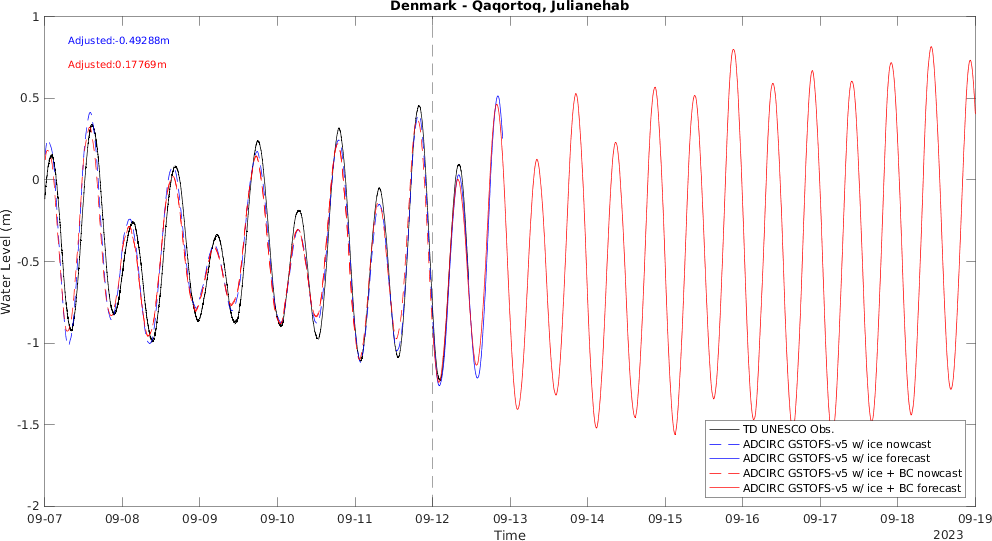 Denmark - Qaqortoq, Julianehab
Adjusted:-0.49288m
Adjusted:0.17769m
1
0.5
0
-0.5
-1
-1.5
-2
Water Level (m)
TD UNESCO Obs.
ADCIRC GSTOFS-v5 w/ ice nowcast
ADCIRC GSTOFS-v5 w/ ice forecast
ADCIRC GSTOFS-v5 w/ ice + BC nowcast
ADCIRC GSTOFS-v5 w/ ice + BC forecast
09-07 09-08 09-09 09-10 09-11 09-12 09-13 09-14 09-15 09-16 09-17 09-18 09-19
Time
2023